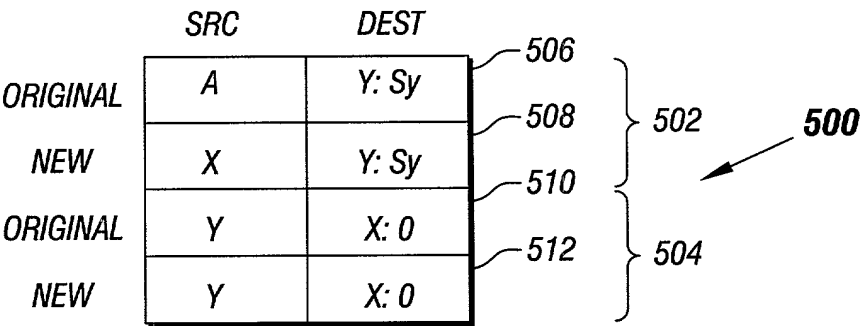 SRC DEST
506
ORIGINAL A Y: Sy
508
502
500
NEW X Y: Sy
510
ORIGINAL Y X: 0
512
504
NEW Y X: 0